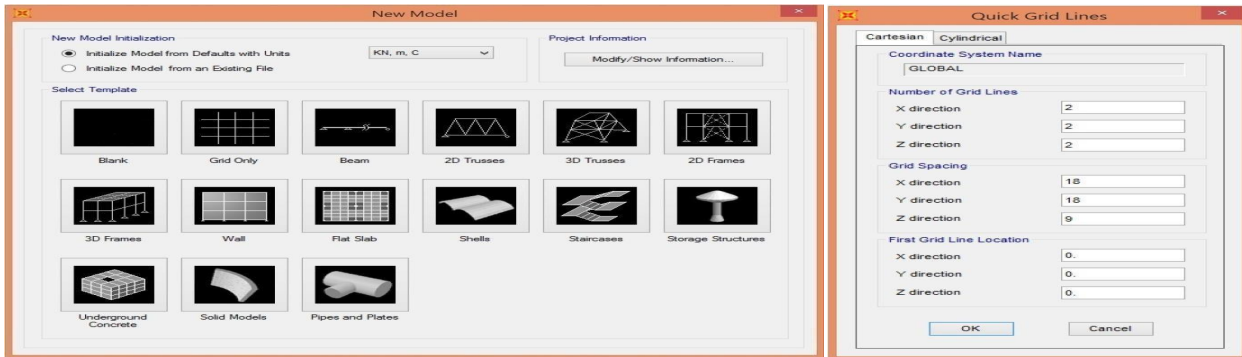 New Model
New Model Initialization
Initialize Model from Defaults with Units
KN, m, C
Initialize Model from an Existing File
Project Information
Modify/Show Information...
Select Template
Blank
Grid Only
Beam
2D Trusses
3D Trusses
2D Frames
3D Frames
Wall
Flat Slab
Shells
Staircases
Storage Structures
Underground
Concrete
Solid Models
Pipes and Plates
Quick Grid Lines
Cartesian Cylindrical
Coordinate System Name
GLOBAL
Number of Grid Lines
X direction 2
Y direction 2
Z direction 2
Grid Spacing
X direction 18
Y direction 18
Z direction 9
First Grid Line Location
X direction 0.
Y direction 0.
Z direction 0.
OK Cancel